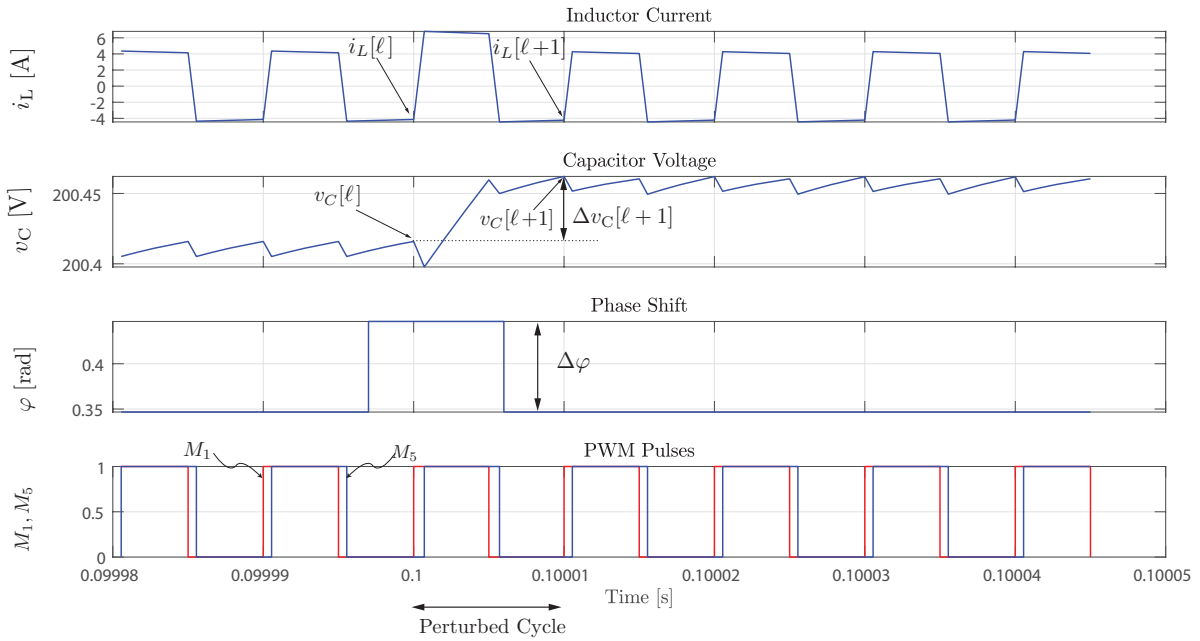 Inductor Current
i_L [A]
6
4
2
0
-2
-4
i_L[ℓ]
i_L[ℓ+1]
Capacitor Voltage
v_C [V]
200.45
200.4
v_C[ℓ]
v_C[ℓ+1]
Δv_C[ℓ + 1]
Phase Shift
φ [rad]
0.4
0.35
Δφ
PWM Pulses
M_1, M_5
1
0.5
0
M_1
M_5
0.09998 0.09999 0.1 0.10001 0.10002 0.10003 0.10004 0.10005
Time [s]
Perturbed Cycle